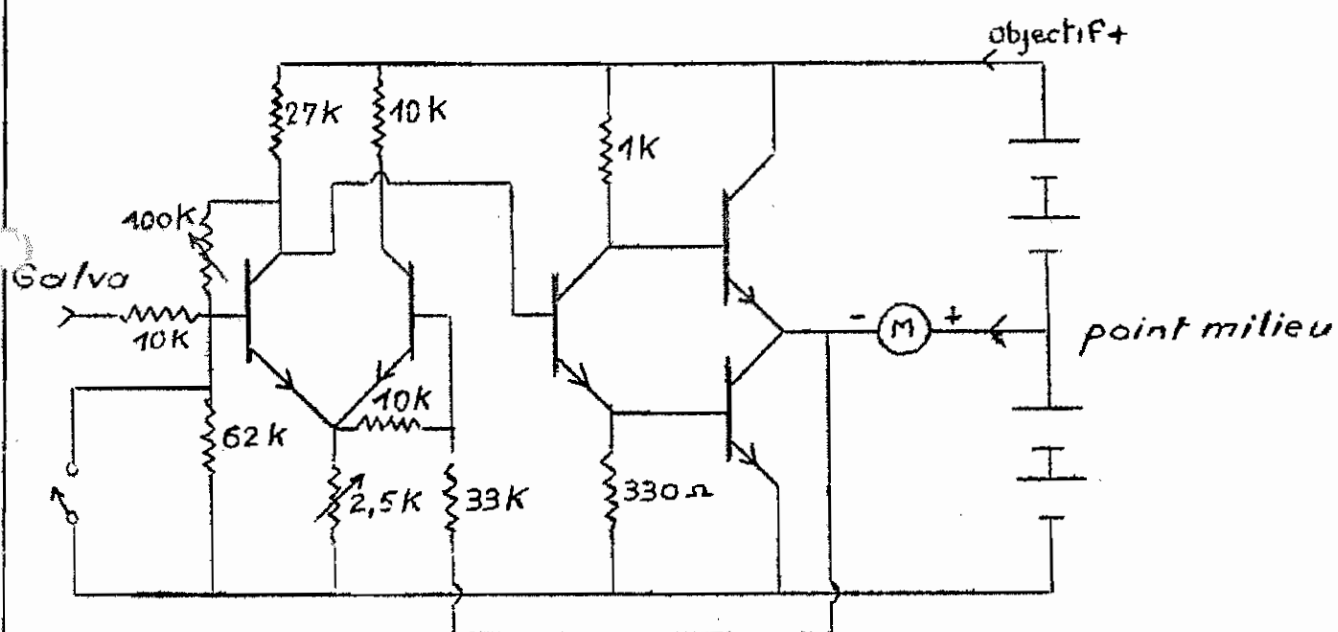 objectif+
27k
10k
1K
100K
Galva
10K
-
M
+
point milieu
10k
62k
2,5K
33K
330Ω